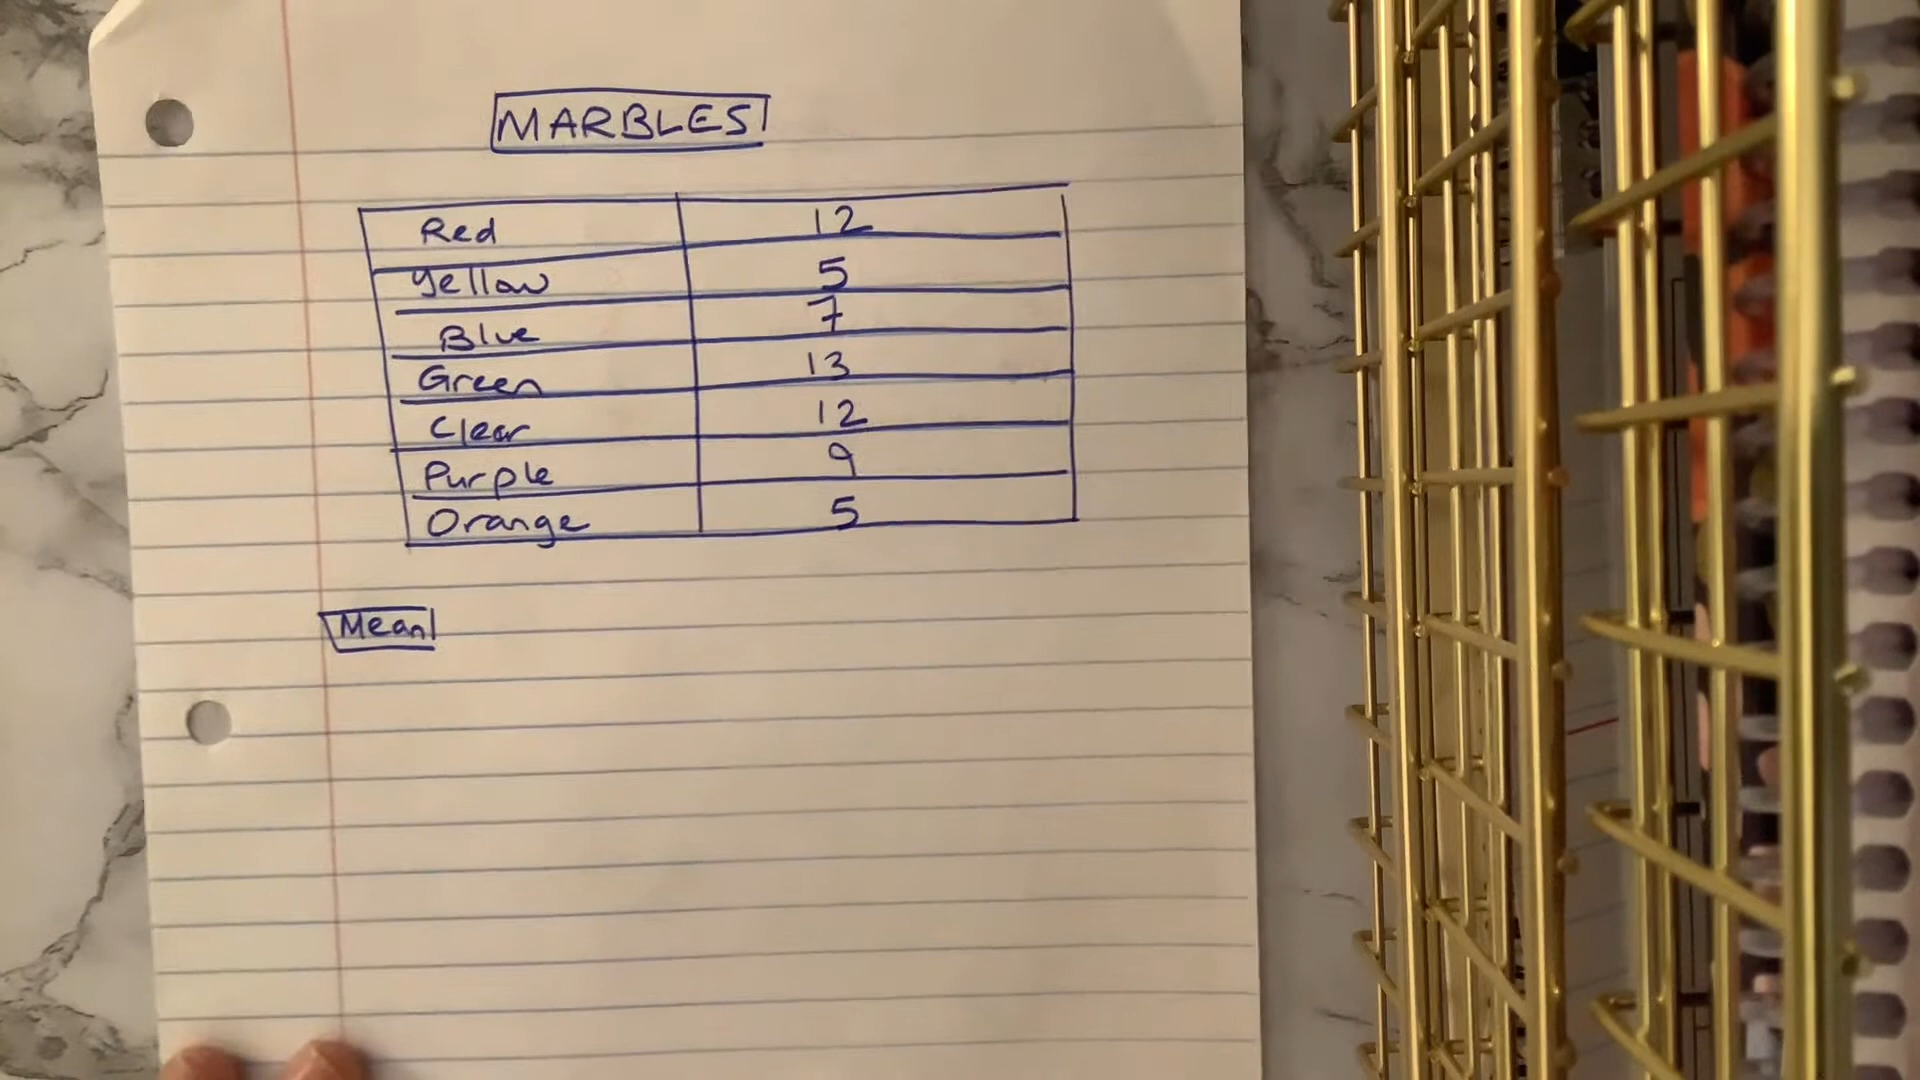 MARBLES
Red 12
Yellow 5
Blue 7
Green 13
Clear 12
Purple 9
Orange 5
Mean